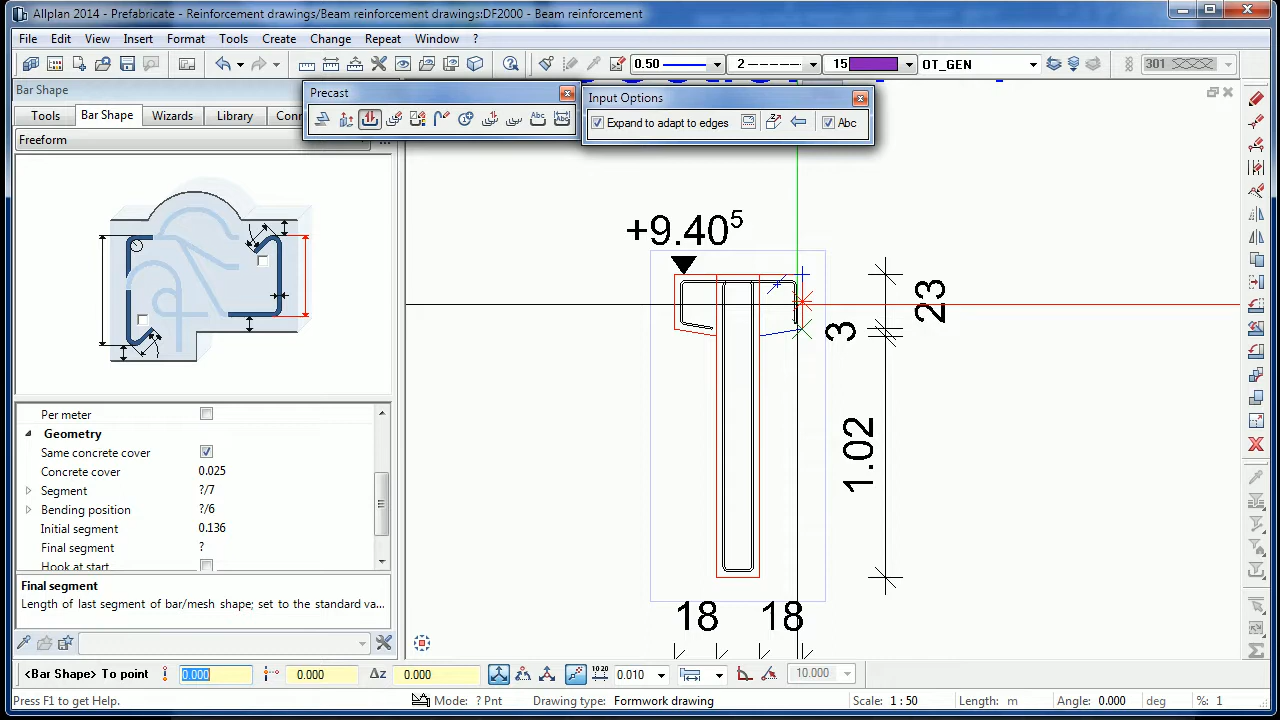 Allplan 2014 - Prefabricate - Reinforcement drawings/Beam reinforcement drawings:DF2000 - Beam reinforcement
File Edit View Insert Format Tools Create Change Repeat Window ?
0.50 2 15 OT_GEN 301
Bar Shape
Precast
Input Options
Tools Bar Shape Wizards Library
Expand to adapt to edges Abc
Freeform
+9.40⁵
23
3
1.02
18 18
Per meter
Geometry
Same concrete cover
Concrete cover 0.025
Segment ?/7
Bending position ?/6
Initial segment 0.136
Final segment ?
Hook at start
Final segment
Length of last segment of bar/mesh shape; set to the standard va...
<Bar Shape> To point 0.000 0.000 Δz 0.000 0.010 10.000
Press F1 to get Help. Mode: ? Pnt Drawing type: Formwork drawing Scale: 1 : 50 Length: m Angle: 0.000 deg %: 1